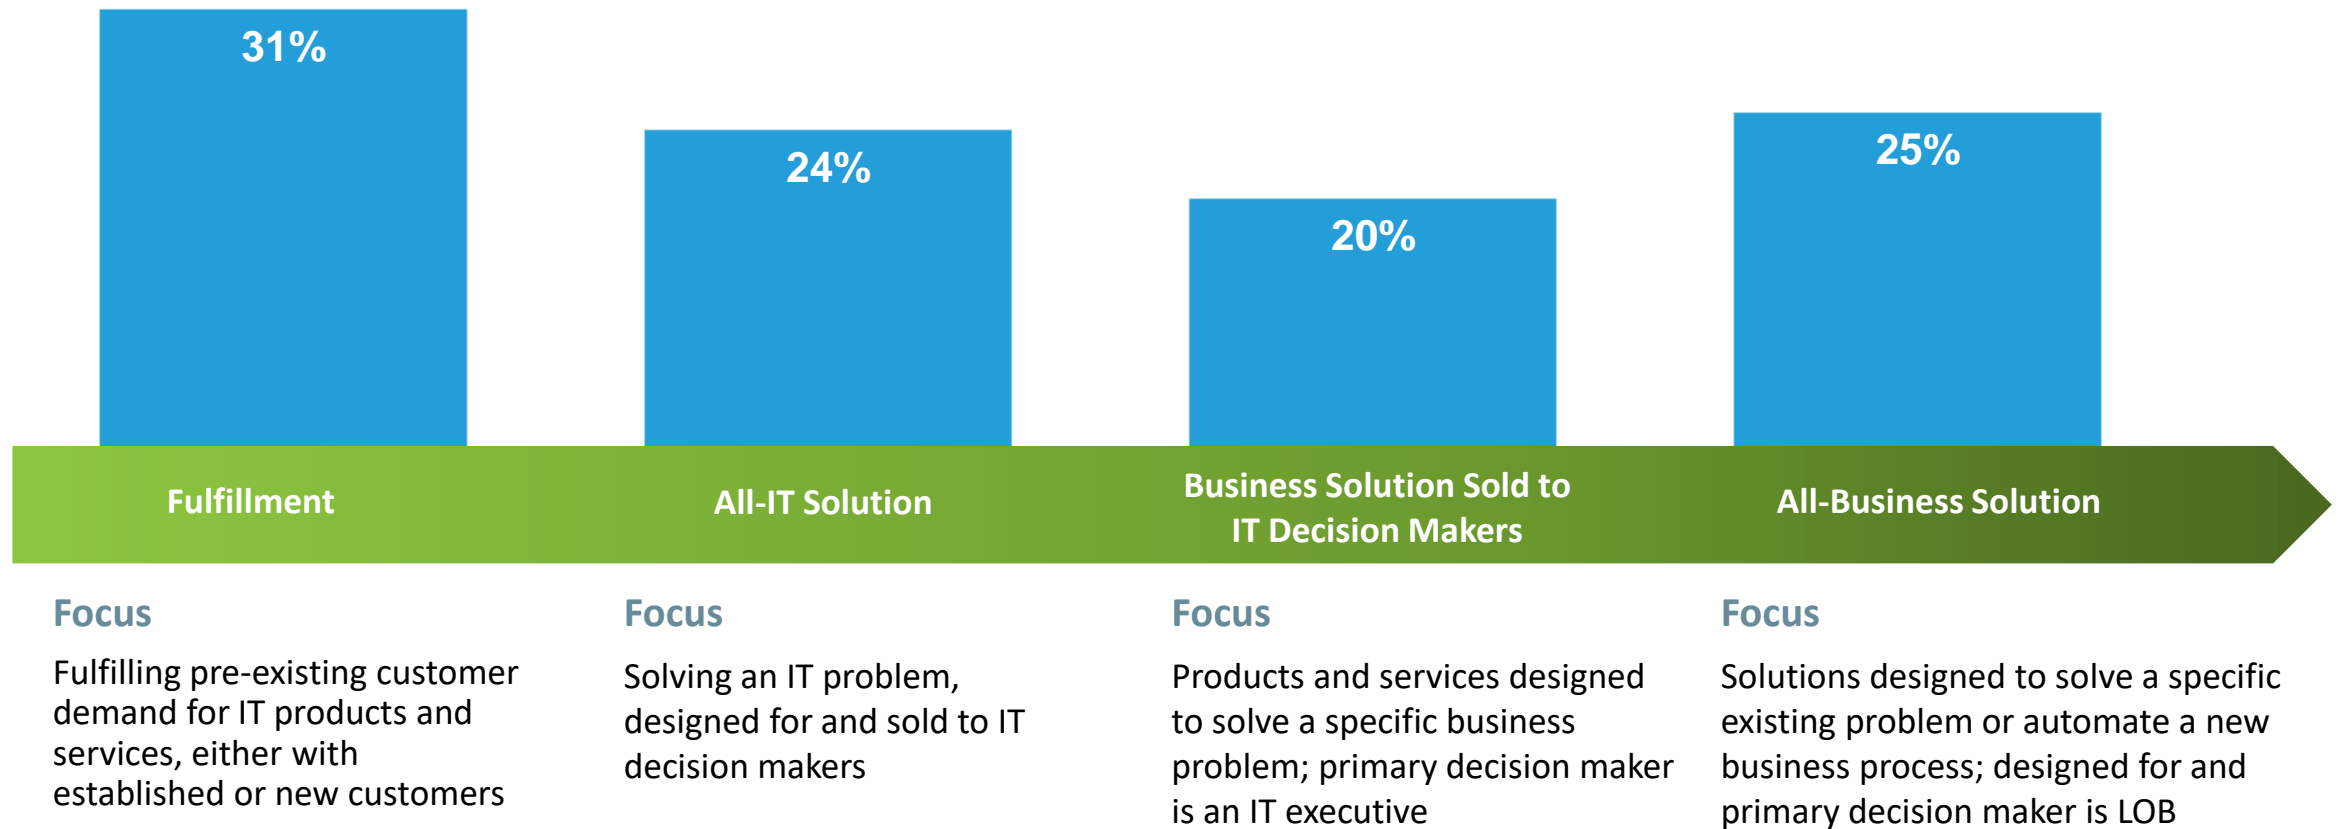 31%
24%
20%
25%
Fulfillment
All-IT Solution
Business Solution Sold to
IT Decision Makers
All-Business Solution
Focus
Fulfilling pre-existing customer
demand for IT products and
services, either with
established or new customers
Focus
Solving an IT problem,
designed for and sold to IT
decision makers
Focus
Products and services designed
to solve a specific business
problem; primary decision maker
is an IT executive
Focus
Solutions designed to solve a specific
existing problem or automate a new
business process; designed for and
primary decision maker is LOB